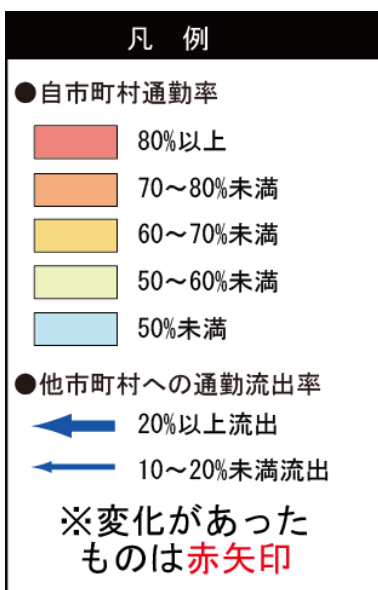 凡 例
●自市町村通勤率
80%以上
70～80%未満
60～70%未満
50～60%未満
50%未満
●他市町村への通勤流出率
20%以上流出
10～20%未満流出
※変化があった
ものは赤矢印